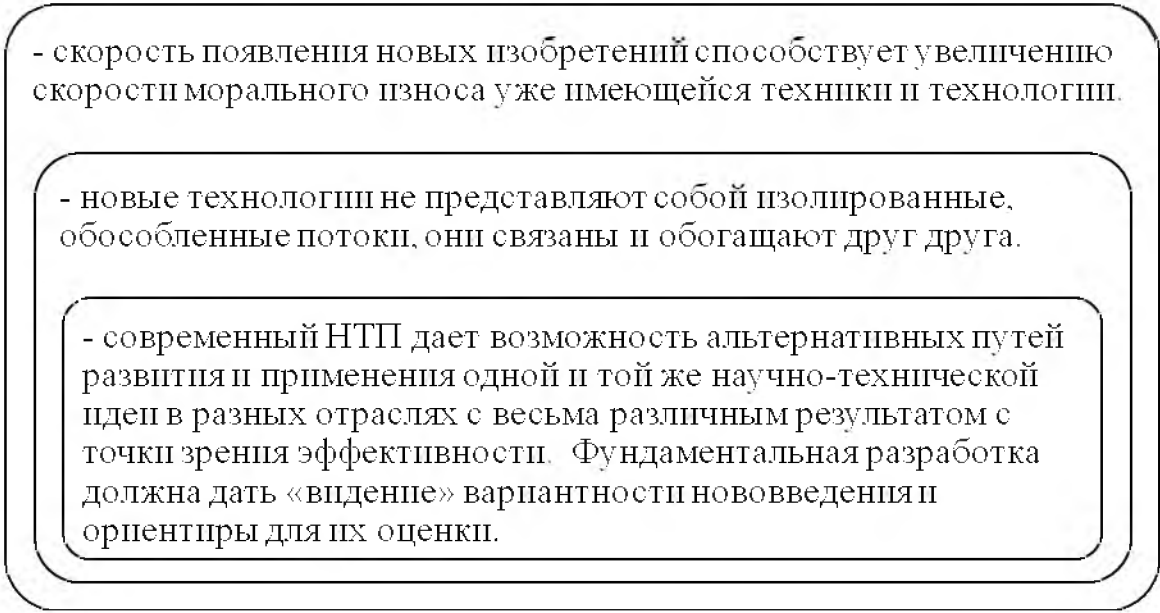 - скорость появления новых изобретений способствует увеличению
скорости морального износа уже имеющейся техники и технологии.
- новые технологии не представляют собой изолированные,
обособленные потоки, они связаны и обогащают друг друга.
- современный НТП дает возможность альтернативных путей
развития и применения одной и той же научно-технической
идеи в разных отраслях с весьма различным результатом с
точки зрения эффективности. Фундаментальная разработка
должна дать «видение» вариантности нововведения и
ориентиры для их оценки.